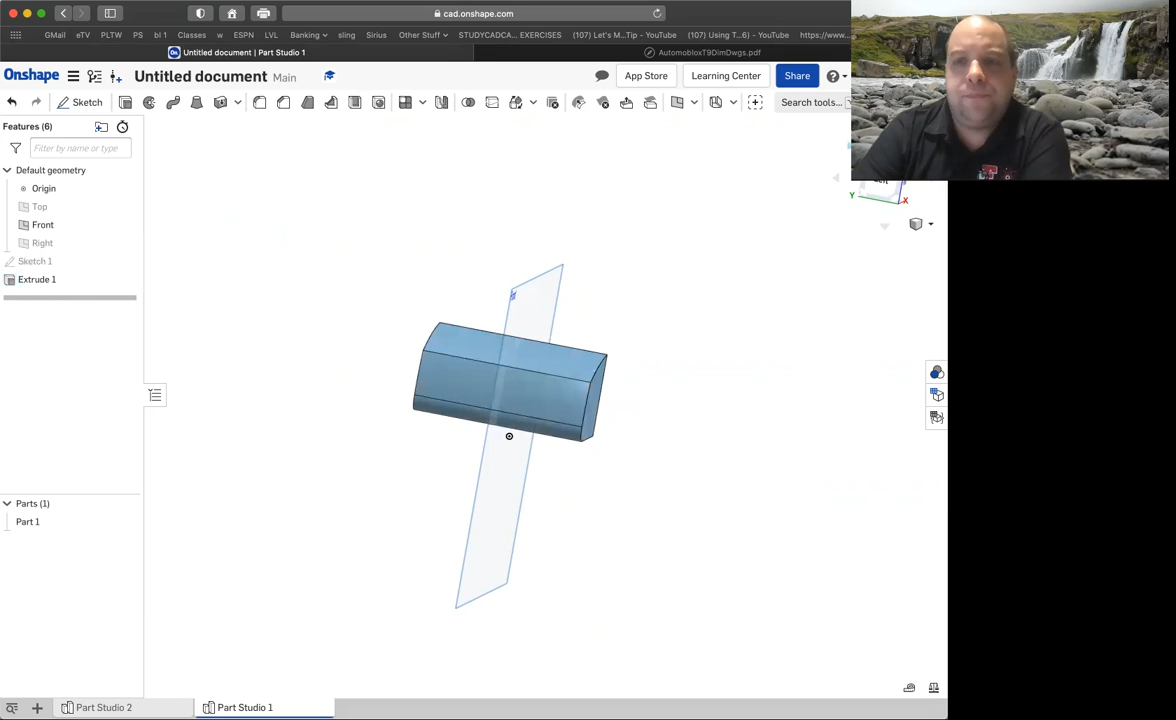 cad.onshape.com
GMail eTV PLTW PS bl 1 Classes w ESPN LVL Banking sling Sirius Other Stuff STUDYCADCA... EXERCISES (107) Let's M...Tip - YouTube (107) Using T...6) - YouTube https://www...
On Untitled document | Part Studio 1
AutomobloxT9DimDwgs.pdf
Onshape Untitled document Main App Store Learning Center Share
Sketch Search tools...
Features (6)
Filter by name or type
Default geometry
Origin
Top
Front
Right
Sketch 1
Extrude 1
Y X
Parts (1)
Part 1
Part Studio 2 Part Studio 1